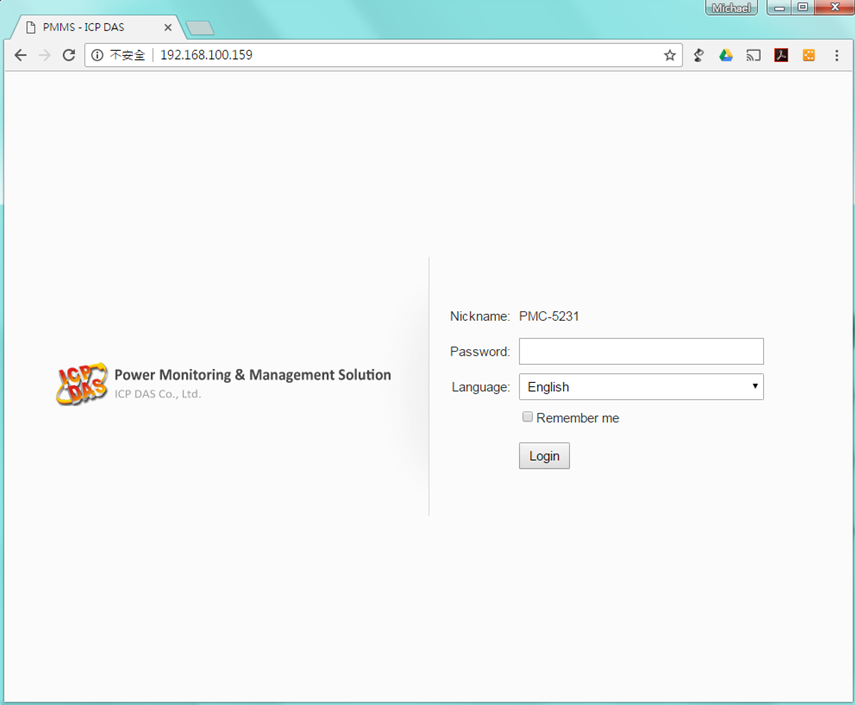 Michael
PMMS - ICP DAS
不安全 192.168.100.159
Nickname: PMC-5231
Password:
ICP DAS
Power Monitoring & Management Solution
ICP DAS Co., Ltd.
Language: English
Remember me
Login